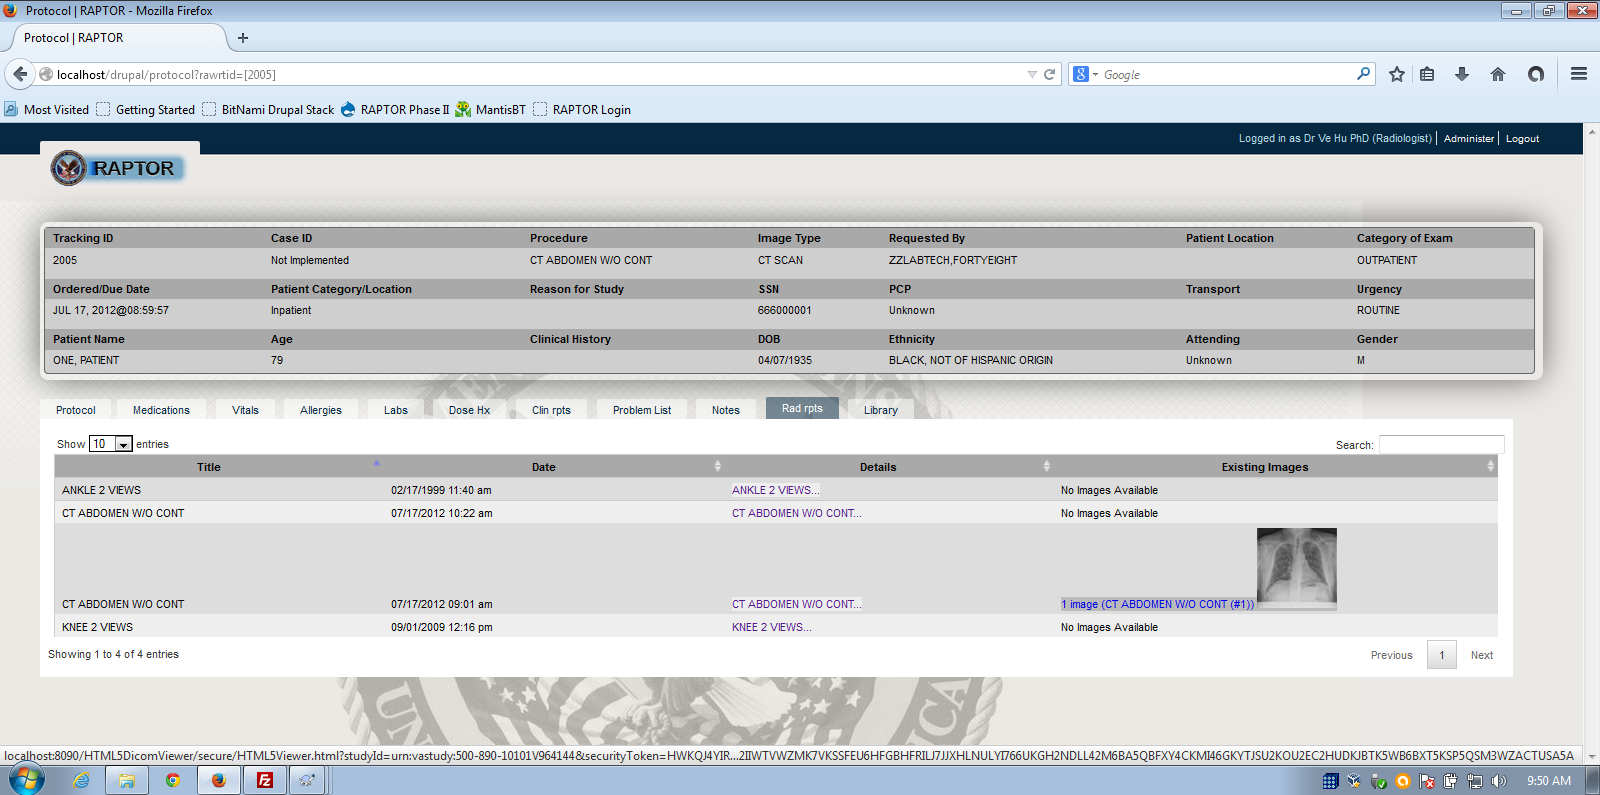 Protocol | RAPTOR - Mozilla Firefox
Protocol | RAPTOR
localhost/drupal/protocol?rawrtid=[2005]
Google
Most Visited Getting Started BitNami Drupal Stack RAPTOR Phase II MantisBT RAPTOR Login
Logged in as Dr Ve Hu PhD (Radiologist) Administer Logout
RAPTOR
Tracking ID Case ID Procedure Image Type Requested By Patient Location Category of Exam
2005 Not Implemented CT ABDOMEN W/O CONT CT SCAN ZZLABTECH,FORTYEIGHT OUTPATIENT
Ordered/Due Date Patient Category/Location Reason for Study SSN PCP Transport Urgency
JUL 17, 2012@08:59:57 Inpatient 666000001 Unknown ROUTINE
Patient Name Age Clinical History DOB Ethnicity Attending Gender
ONE, PATIENT 79 04/07/1935 BLACK, NOT OF HISPANIC ORIGIN Unknown M
Protocol Medications Vitals Allergies Labs Dose Hx Clin rpts Problem List Notes Rad rpts Library
Show 10 entries Search:
Title Date Details Existing Images
ANKLE 2 VIEWS 02/17/1999 11:40 am ANKLE 2 VIEWS... No Images Available
CT ABDOMEN W/O CONT 07/17/2012 10:22 am CT ABDOMEN W/O CONT... No Images Available
CT ABDOMEN W/O CONT 07/17/2012 09:01 am CT ABDOMEN W/O CONT... 1 image (CT ABDOMEN W/O CONT (#1))
KNEE 2 VIEWS 09/01/2009 12:16 pm KNEE 2 VIEWS... No Images Available
Showing 1 to 4 of 4 entries Previous 1 Next
localhost:8090/HTML5DicomViewer/secure/HTML5Viewer.html?studyId=urn:vastudy:500-890-10101V964144&securityToken=HWKQJ4YIR...2IIWTVWZMK7VKSSFEU6HFGBHFRILJ7JJXHLNULYI766UKGH2NDLL42M6BA5QBFXY4CKMI46GKYTJSU2KOU2EC2HUDKJBTK5WB6BXT5KSP5QSM3WZACTUSA5A
9:50 AM